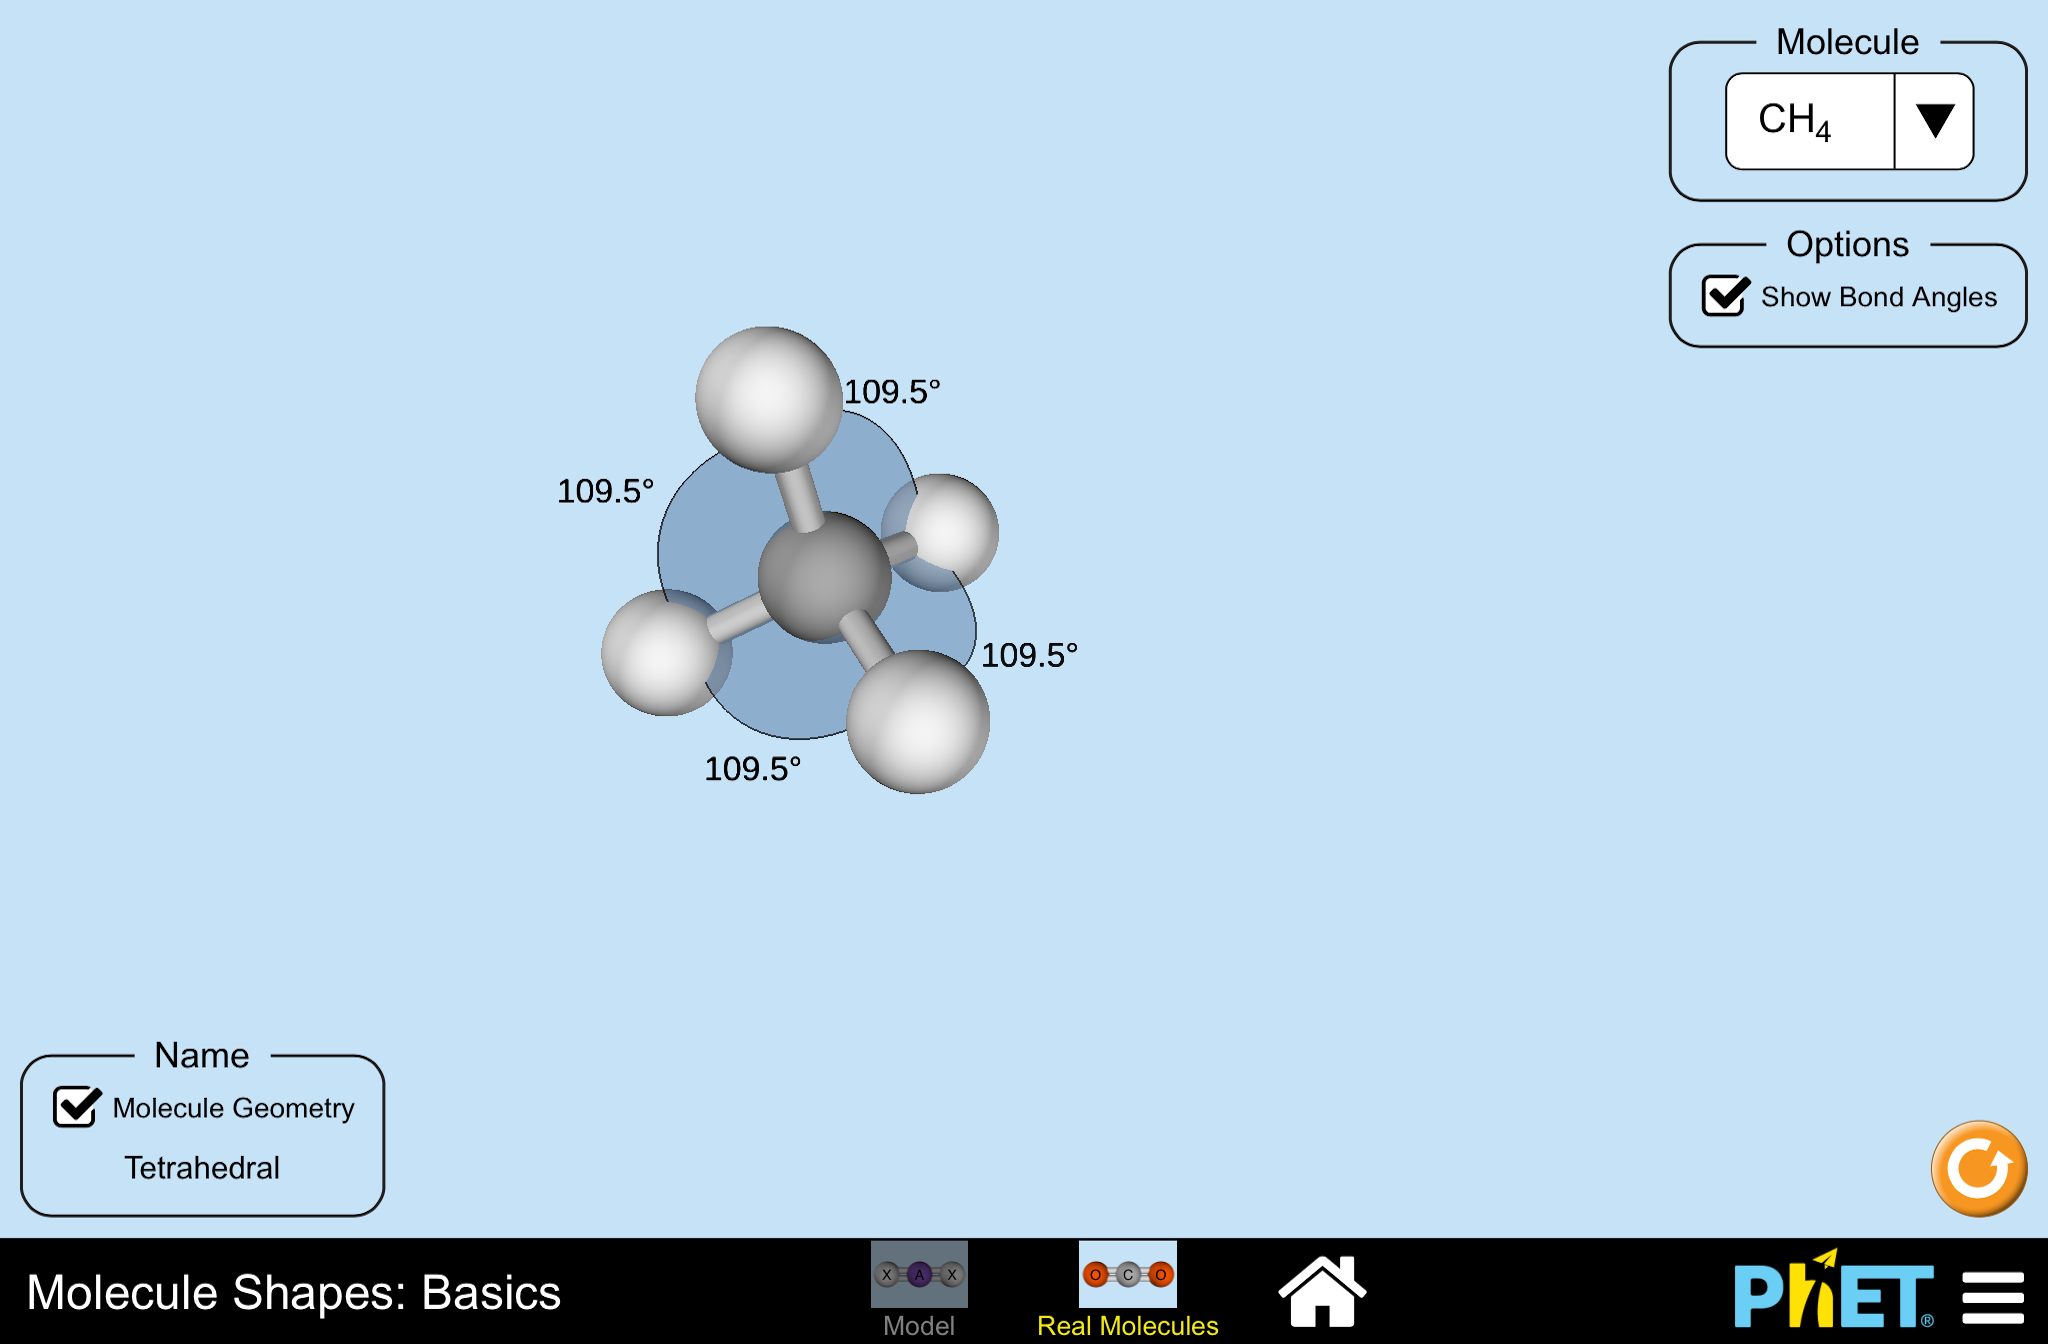 Molecule
CH₄
Options
Show Bond Angles
109.5°
109.5°
109.5°
109.5°
Name
Molecule Geometry
Tetrahedral
Molecule Shapes: Basics
X A X
Model
O C O
Real Molecules
PhET®